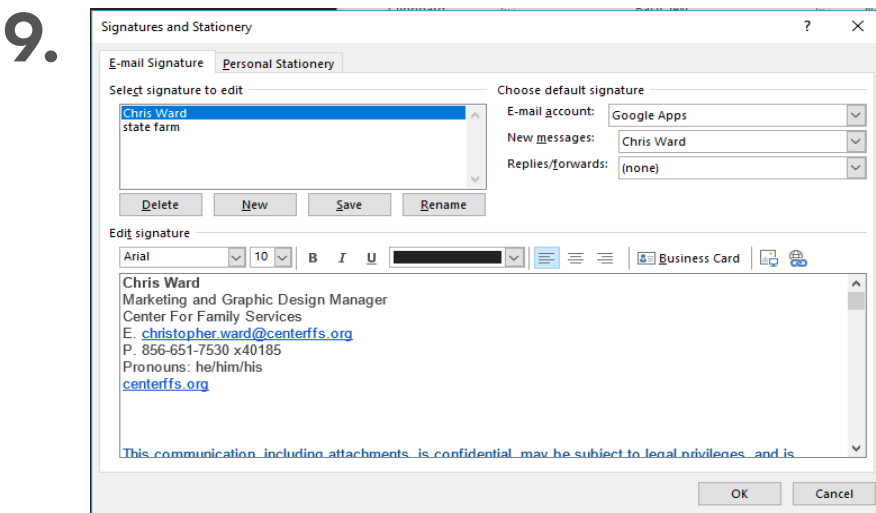 9.
Signatures and Stationery
?
E-mail Signature Personal Stationery
Select signature to edit
Chris Ward
state farm
Delete New Save Rename
Choose default signature
E-mail account: Google Apps
New messages: Chris Ward
Replies/forwards: (none)
Edit signature
Arial 10 B I U Business Card
Chris Ward
Marketing and Graphic Design Manager
Center For Family Services
E. christopher.ward@centerffs.org
P. 856-651-7530 x40185
Pronouns: he/him/his
centerffs.org
This communication, including attachments, is confidential, may be subject to legal privileges, and is
OK Cancel